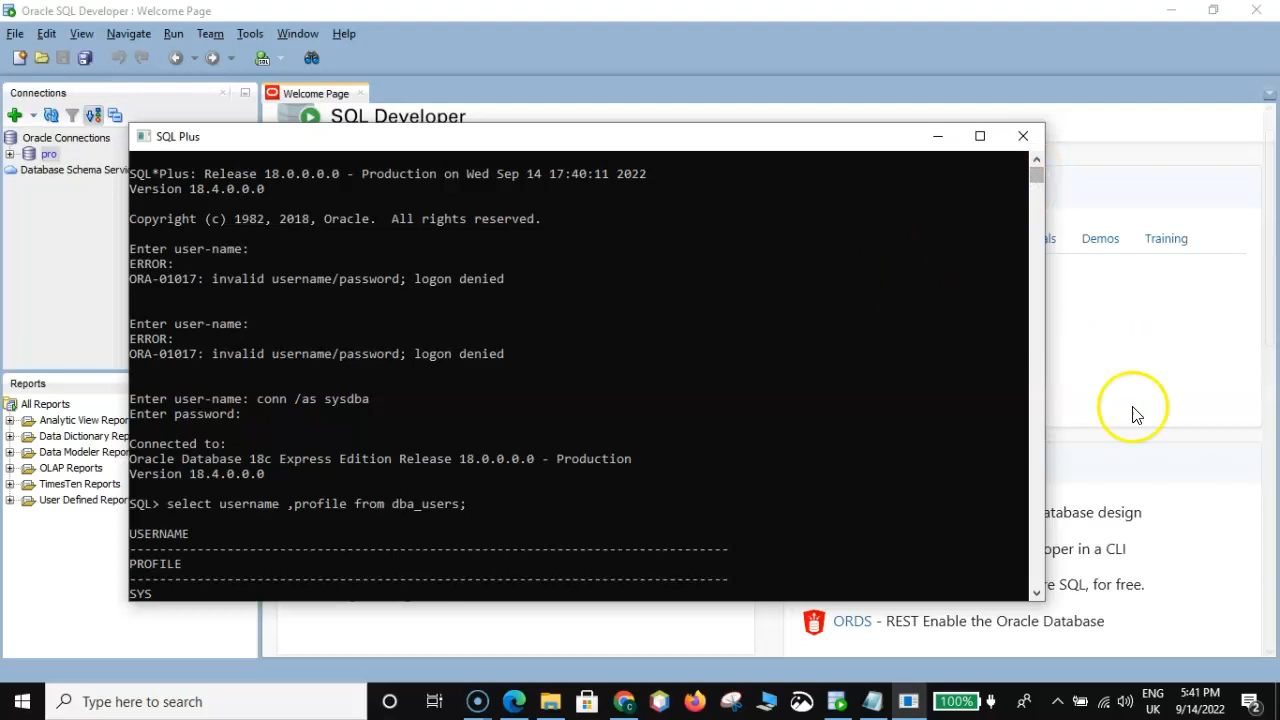 Oracle SQL Developer : Welcome Page
File Edit View Navigate Run Team Tools Window Help
Connections
Welcome Page
SQL Developer
Oracle Connections
pro
Database Schema Servi
SQL Plus
SQL*Plus: Release 18.0.0.0.0 - Production on Wed Sep 14 17:40:11 2022
Version 18.4.0.0.0
Copyright (c) 1982, 2018, Oracle.  All rights reserved.
Enter user-name:
ERROR:
ORA-01017: invalid username/password; logon denied
Enter user-name:
ERROR:
ORA-01017: invalid username/password; logon denied
Enter user-name: conn /as sysdba
Enter password:
Connected to:
Oracle Database 18c Express Edition Release 18.0.0.0.0 - Production
Version 18.4.0.0.0
SQL> select username ,profile from dba_users;
USERNAME
--------------------------------------------------------------------------------
PROFILE
--------------------------------------------------------------------------------
SYS
als Demos Training
Reports
All Reports
Analytic View Repor
Data Dictionary Rep
Data Modeler Report
OLAP Reports
TimesTen Reports
User Defined Report
atabase design
oper in a CLI
re SQL, for free.
ORDS - REST Enable the Oracle Database
Type here to search
100%
ENG
UK
5:41 PM
9/14/2022
2